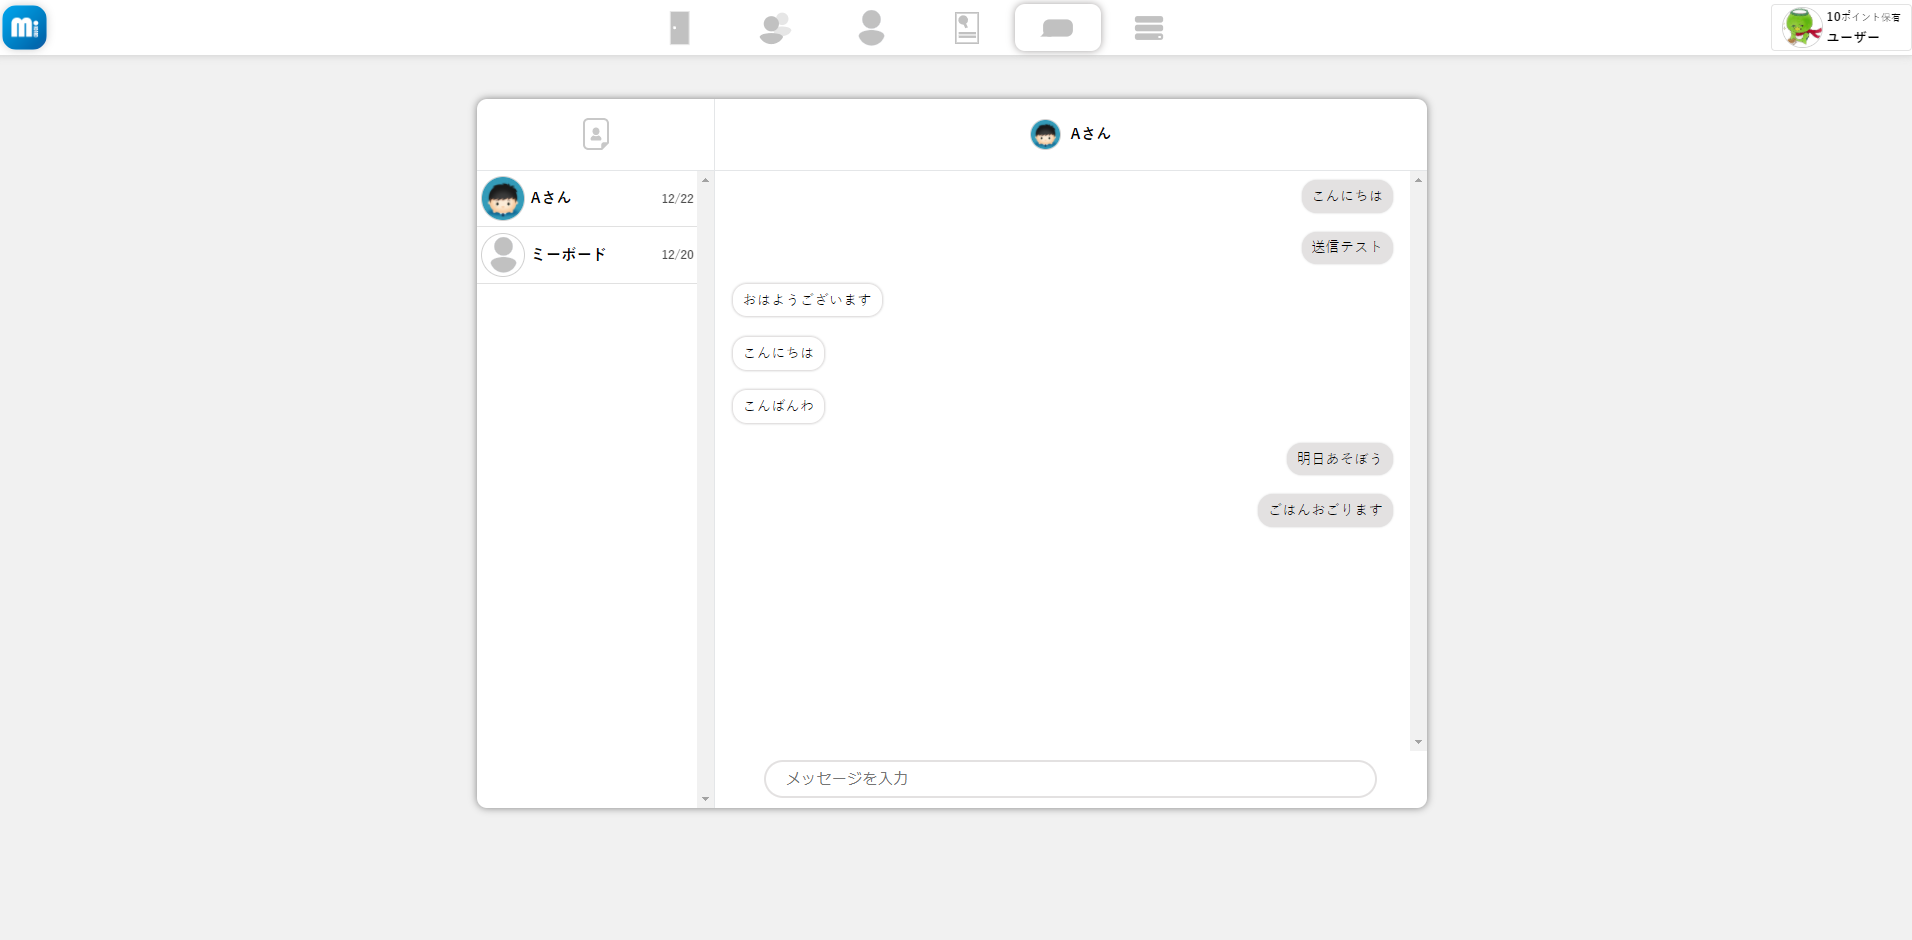 mi
10ポイント保有
ユーザー
Aさん
Aさん 12/22
ミーボード 12/20
こんにちは
送信テスト
おはようございます
こんにちは
こんばんわ
明日あそぼう
ごはんおごります
メッセージを入力